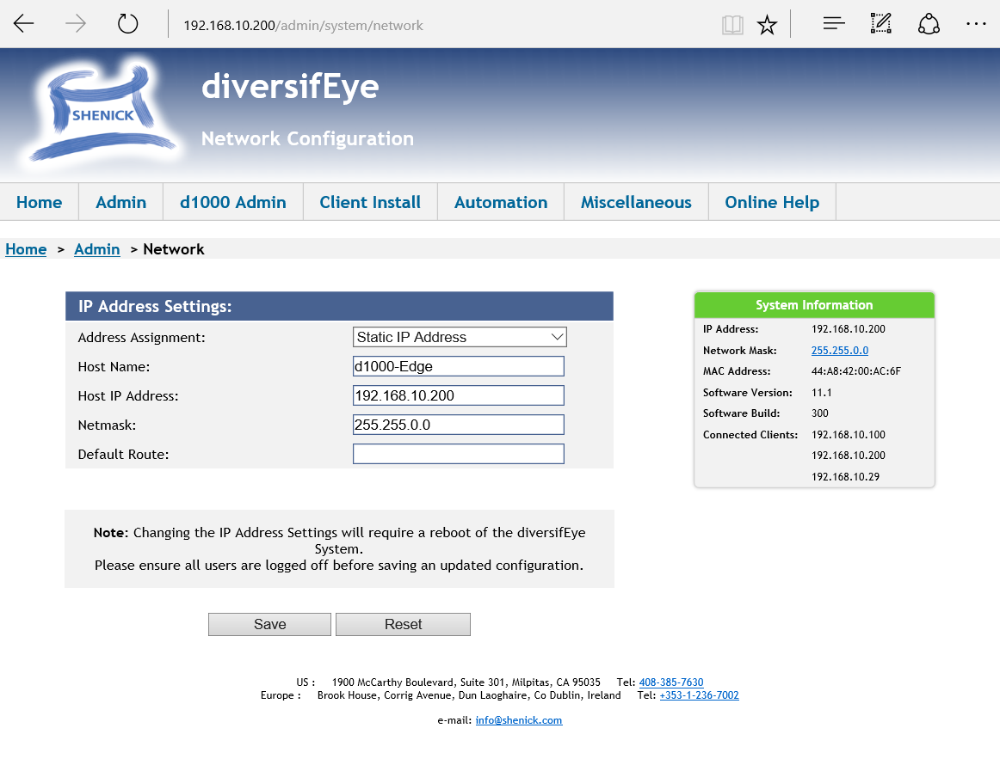 192.168.10.200/admin/system/network
diversifEye
SHENICK
Network Configuration
Home Admin d1000 Admin Client Install Automation Miscellaneous Online Help
Home > Admin > Network
IP Address Settings:
Address Assignment: Static IP Address
Host Name: d1000-Edge
Host IP Address: 192.168.10.200
Netmask: 255.255.0.0
Default Route:
System Information
IP Address: 192.168.10.200
Network Mask: 255.255.0.0
MAC Address: 44:A8:42:00:AC:6F
Software Version: 11.1
Software Build: 300
Connected Clients: 192.168.10.100
192.168.10.200
192.168.10.29
Note: Changing the IP Address Settings will require a reboot of the diversifEye
System.
Please ensure all users are logged off before saving an updated configuration.
Save Reset
US : 1900 McCarthy Boulevard, Suite 301, Milpitas, CA 95035 Tel: 408-385-7630
Europe : Brook House, Corrig Avenue, Dun Laoghaire, Co Dublin, Ireland Tel: +353-1-236-7002
e-mail: info@shenick.com